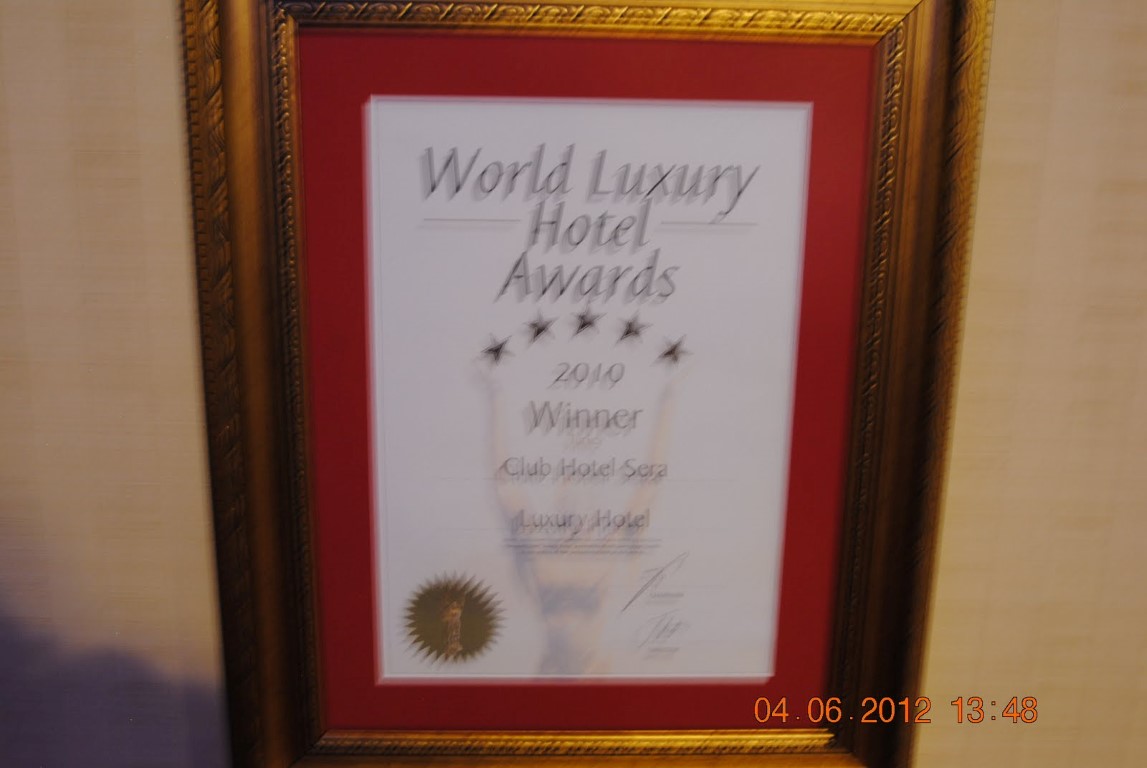 World Luxury
Hotel
Awards
2010
Winner
Club Hotel Sera
Luxury Hotel
04.06.2012 13:48